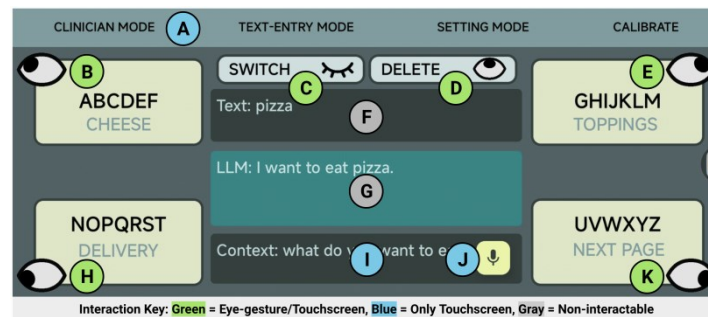 CLINICIAN MODE A TEXT-ENTRY MODE SETTING MODE CALIBRATE
B
ABCDEF
CHEESE
SWITCH C
DELETE D
E
GHIJKLM
TOPPINGS
Text: pizza F
LLM: I want to eat pizza.
G
NOPQRST
DELIVERY
H
Context: what do want to e
I
J
UVWXYZ
NEXT PAGE
K
Interaction Key: Green = Eye-gesture/Touchscreen, Blue = Only Touchscreen, Gray = Non-interactable